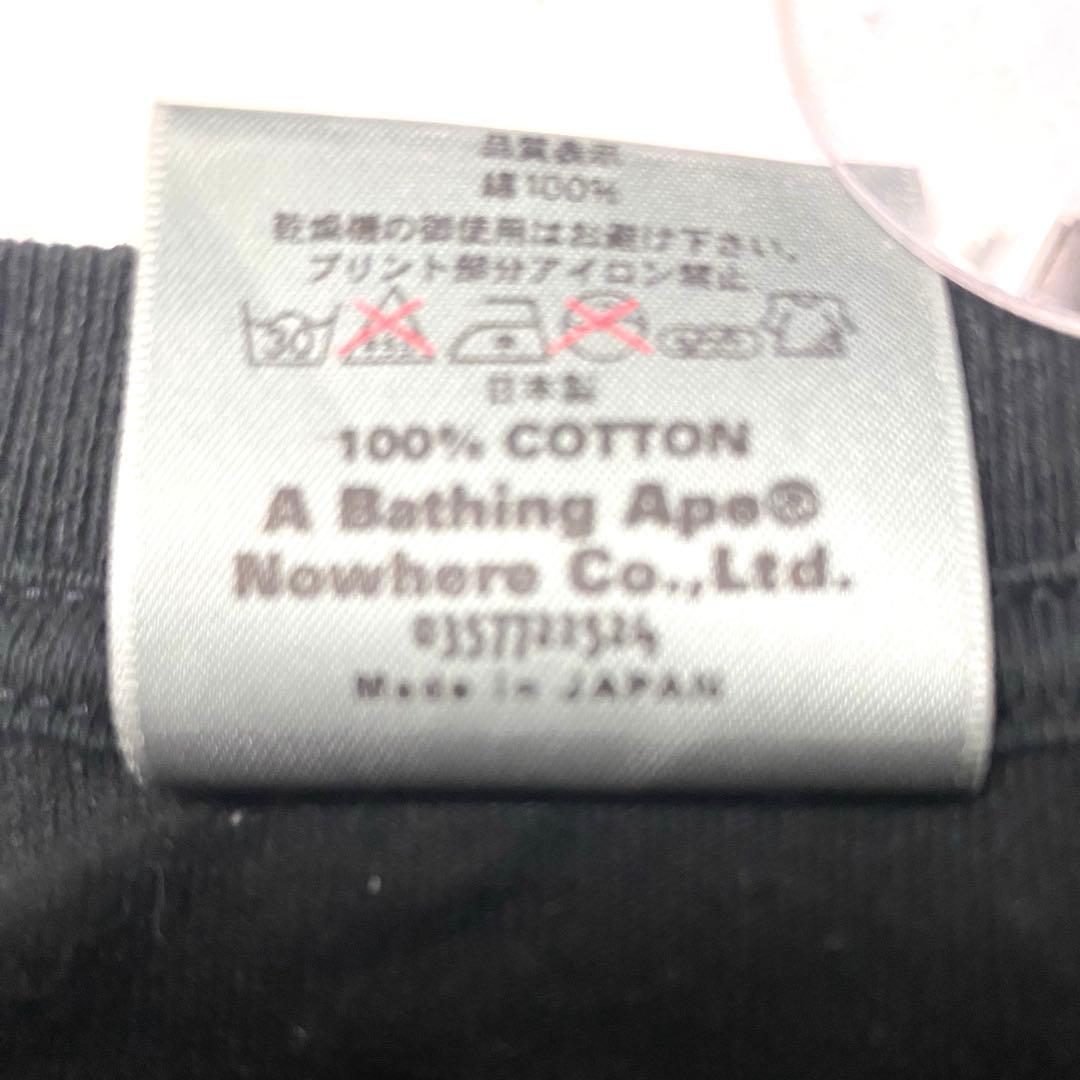 品質表示
綿100%
乾燥機の御使用はお避け下さい。
プリント部分アイロン禁止。
30
日本製
100% COTTON
A Bathing Ape®
Nowhere Co.,Ltd.
0357722524
Made in JAPAN